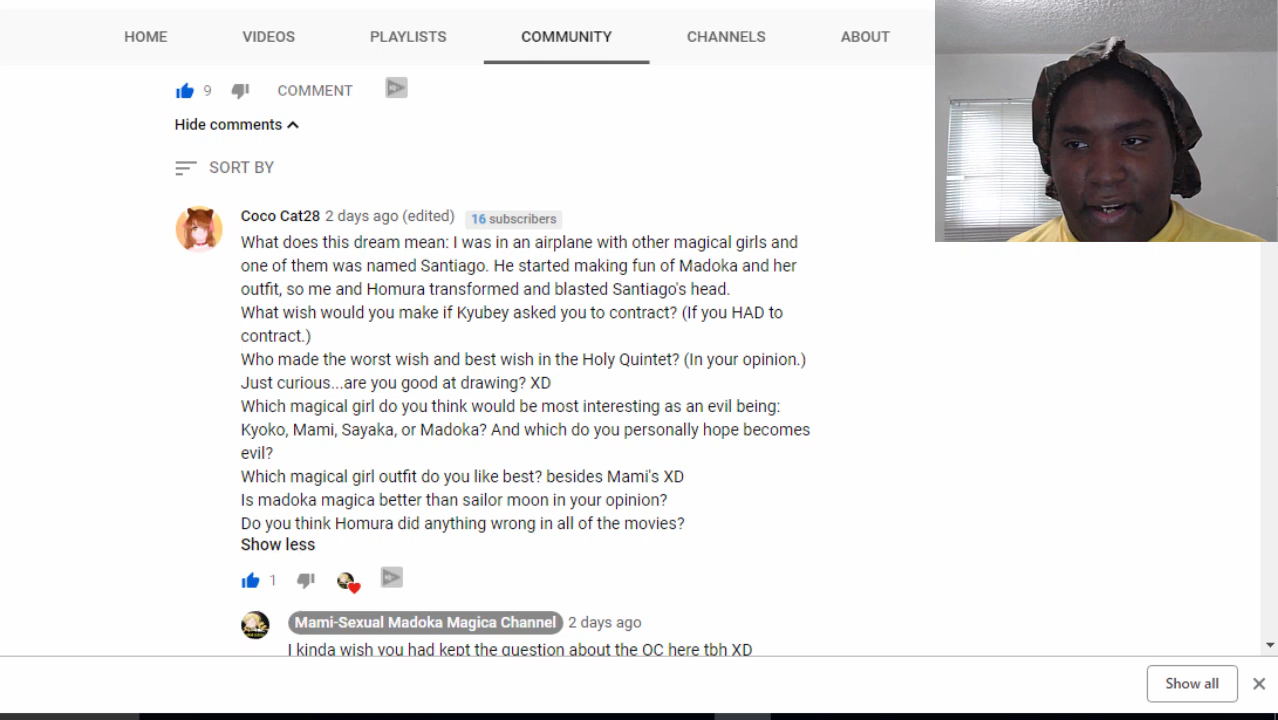 HOME VIDEOS PLAYLISTS COMMUNITY CHANNELS ABOUT
9 COMMENT
Hide comments
SORT BY
Coco Cat28 2 days ago (edited) 16 subscribers
What does this dream mean: I was in an airplane with other magical girls and
one of them was named Santiago. He started making fun of Madoka and her
outfit, so me and Homura transformed and blasted Santiago's head.
What wish would you make if Kyubey asked you to contract? (If you HAD to
contract.)
Who made the worst wish and best wish in the Holy Quintet? (In your opinion.)
Just curious...are you good at drawing? XD
Which magical girl do you think would be most interesting as an evil being:
Kyoko, Mami, Sayaka, or Madoka? And which do you personally hope becomes
evil?
Which magical girl outfit do you like best? besides Mami's XD
Is madoka magica better than sailor moon in your opinion?
Do you think Homura did anything wrong in all of the movies?
Show less
1
Mami-Sexual Madoka Magica Channel 2 days ago
I kinda wish you had kept the question about the OC here tbh XD
Show all